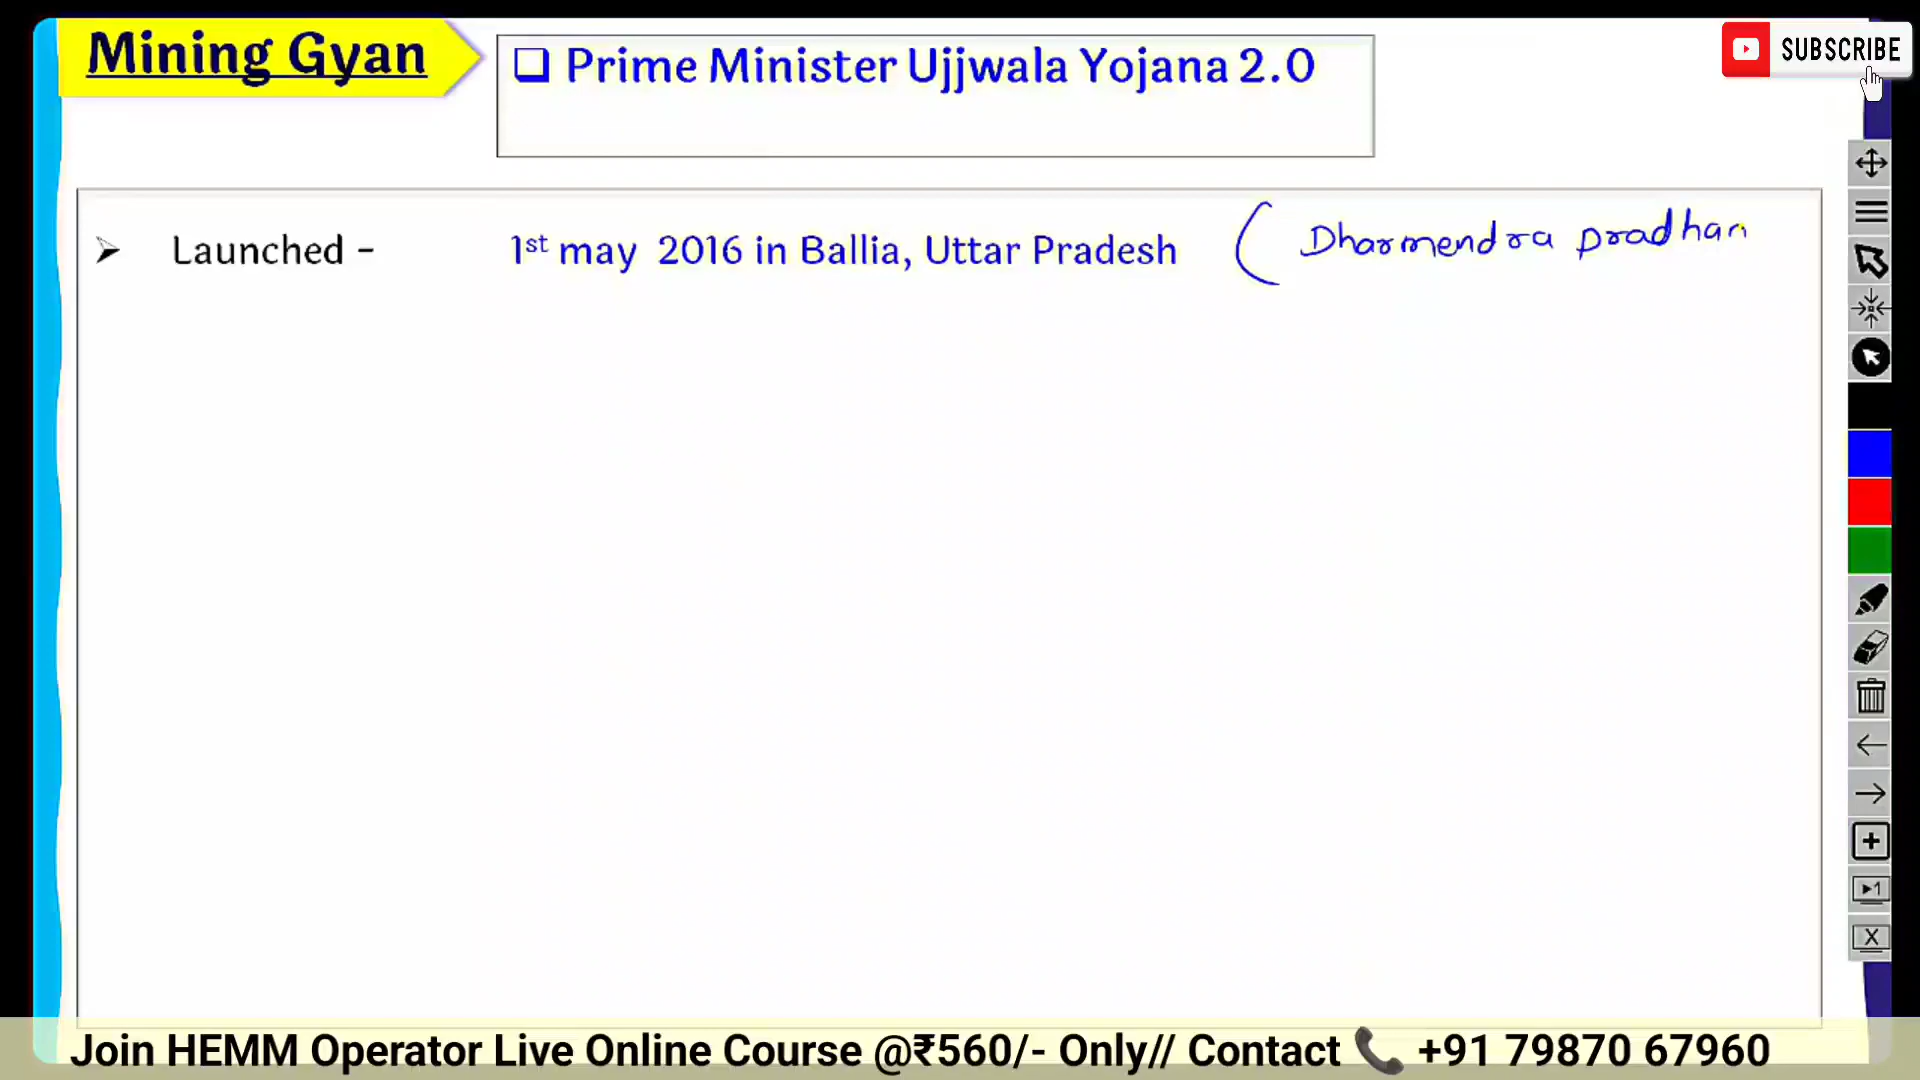 Mining Gyan
❑ Prime Minister Ujjwala Yojana 2.0
SUBSCRIBE
➢ Launched - 1st may 2016 in Ballia, Uttar Pradesh ( Dharmendra pradhan
Join HEMM Operator Live Online Course @₹560/- Only// Contact 📞 +91 79870 67960